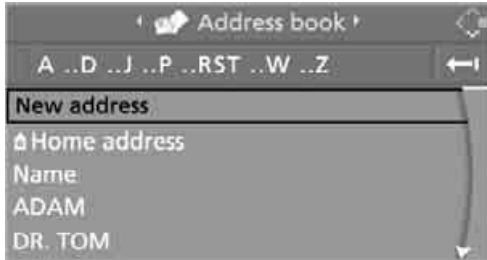 Address book
A ..D ..J ..P ..RST ..W ..Z
New address
Home address
Name
ADAM
DR. TOM